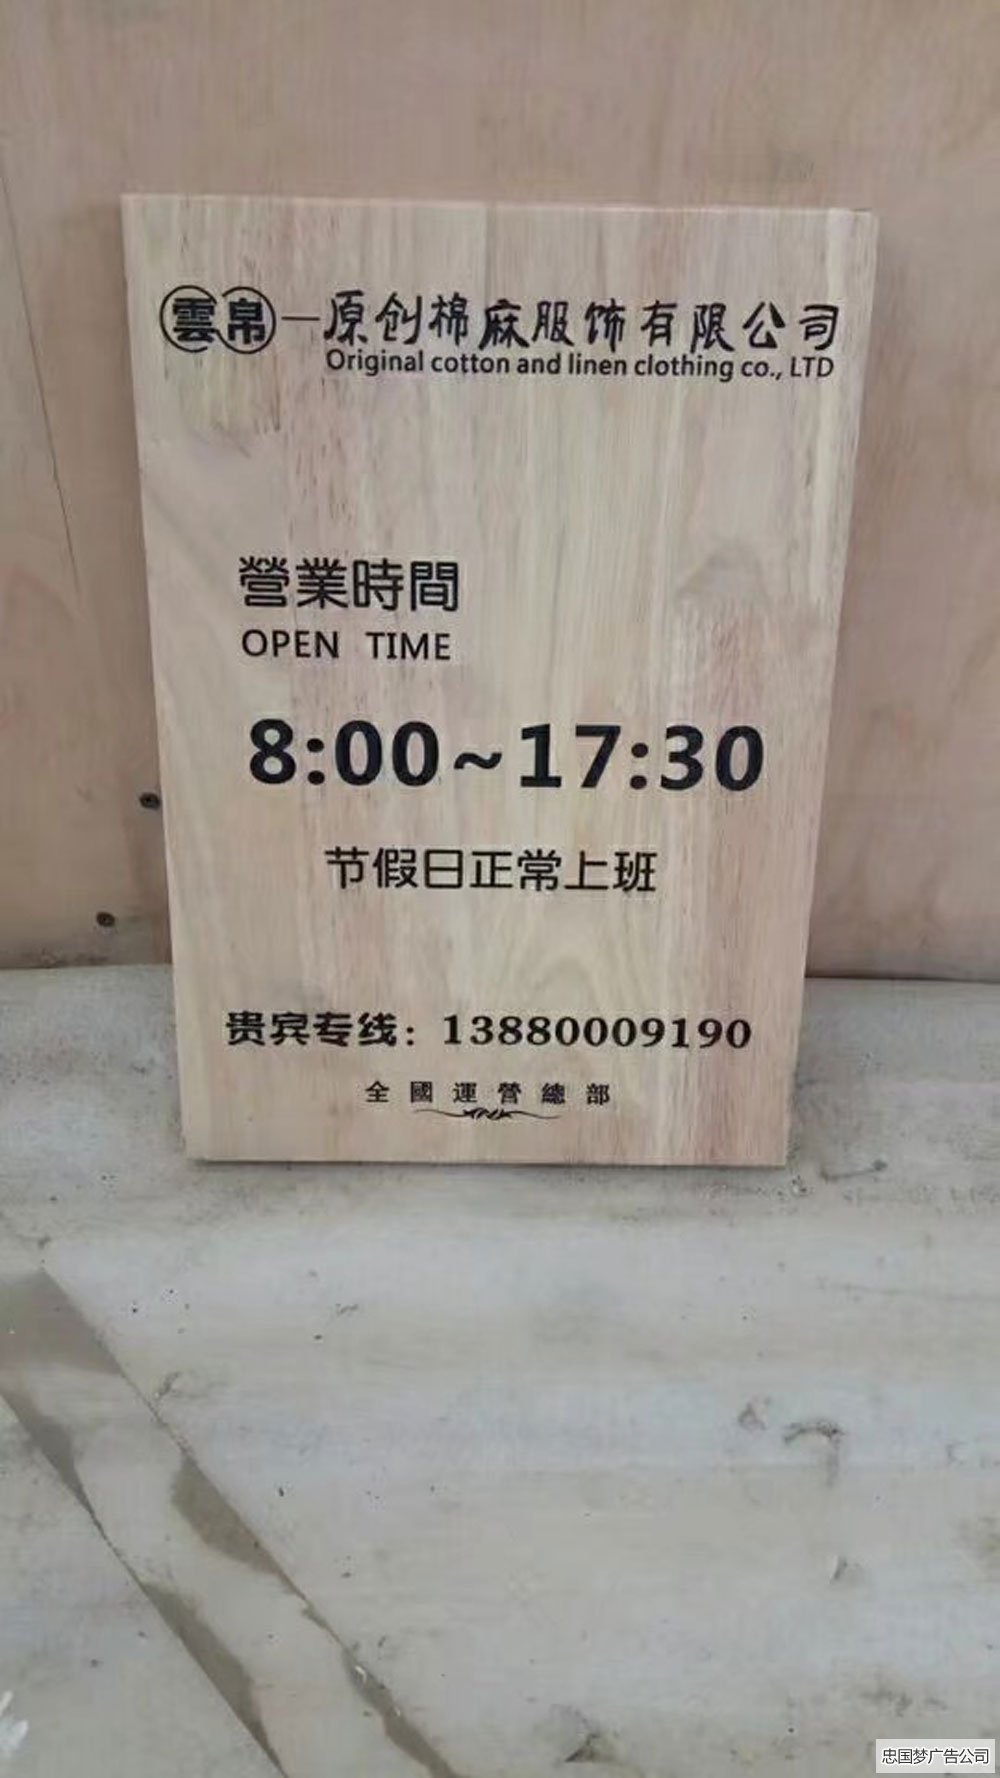 雲帛—原创棉麻服饰有限公司
Original cotton and linen clothing co., LTD
營業時間
OPEN TIME
8:00~17:30
节假日正常上班
贵宾专线：13880009190
全國運营總部
忠国梦广告公司